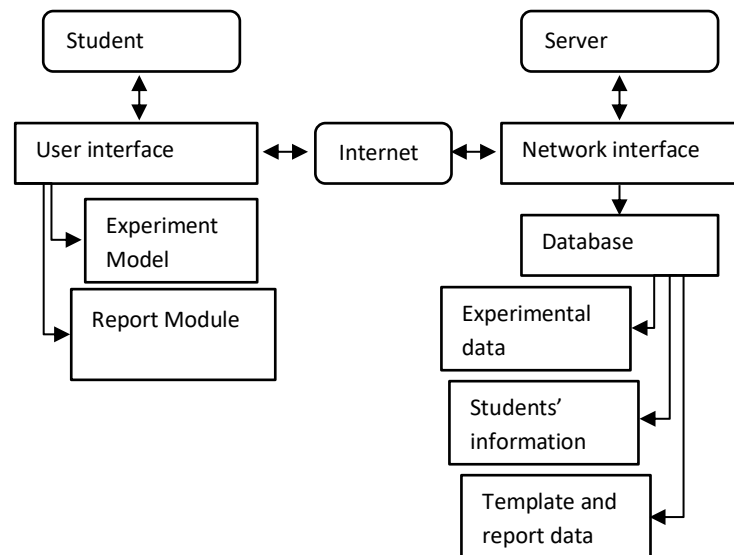 Student
Server
User interface
Internet
Network interface
Experiment
Model
Database
Report Module
Experimental
data
Students’
information
Template and
report data